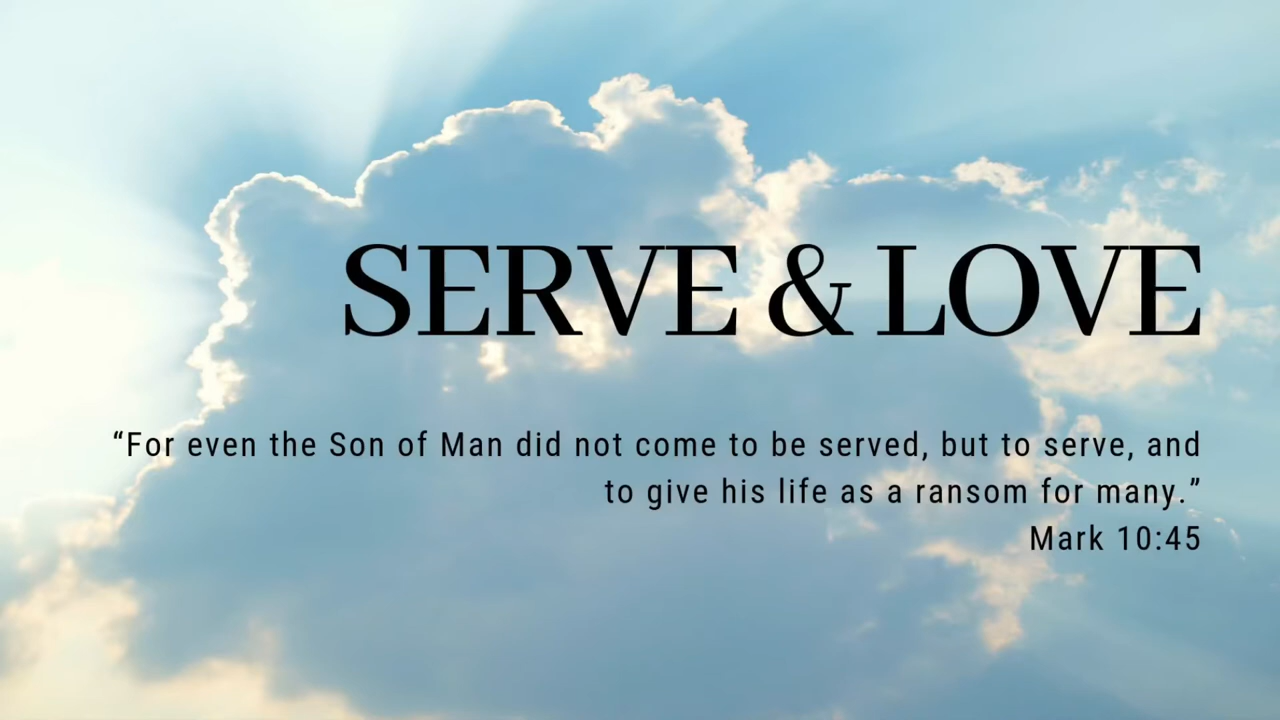 SERVE & LOVE
“For even the Son of Man did not come to be served, but to serve, and
to give his life as a ransom for many.”
Mark 10:45